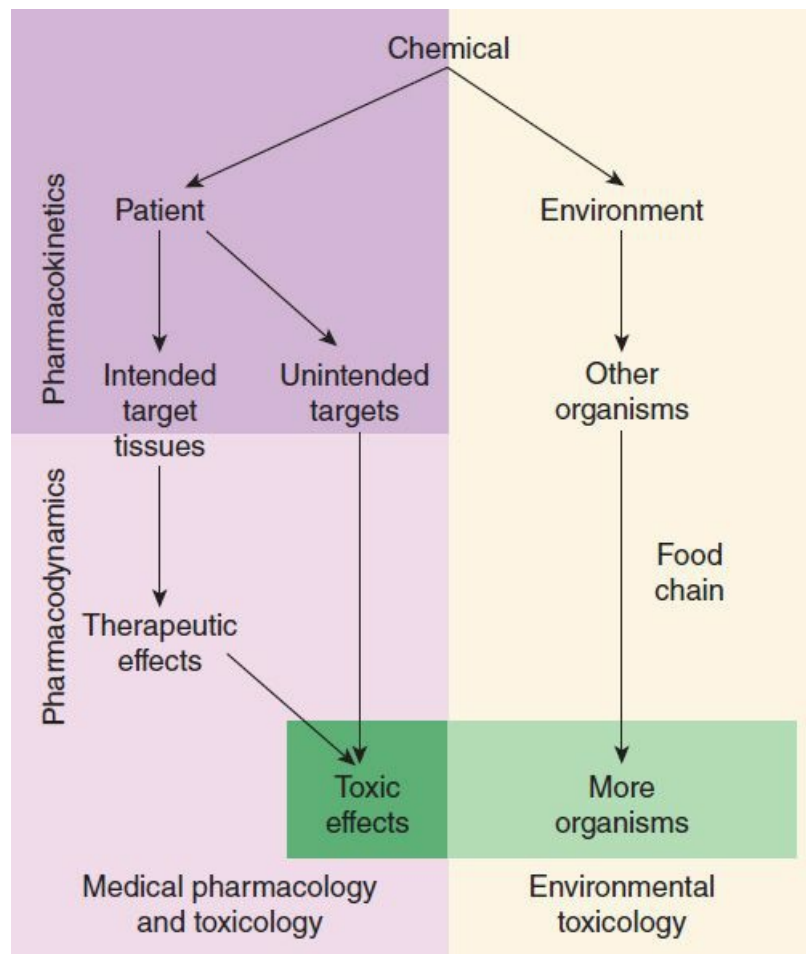 Chemical
Pharmacokinetics
Patient
Environment
Intended
target
tissues
Unintended
targets
Other
organisms
Pharmacodynamics
Food
chain
Therapeutic
effects
Toxic
effects
More
organisms
Medical pharmacology
and toxicology
Environmental
toxicology